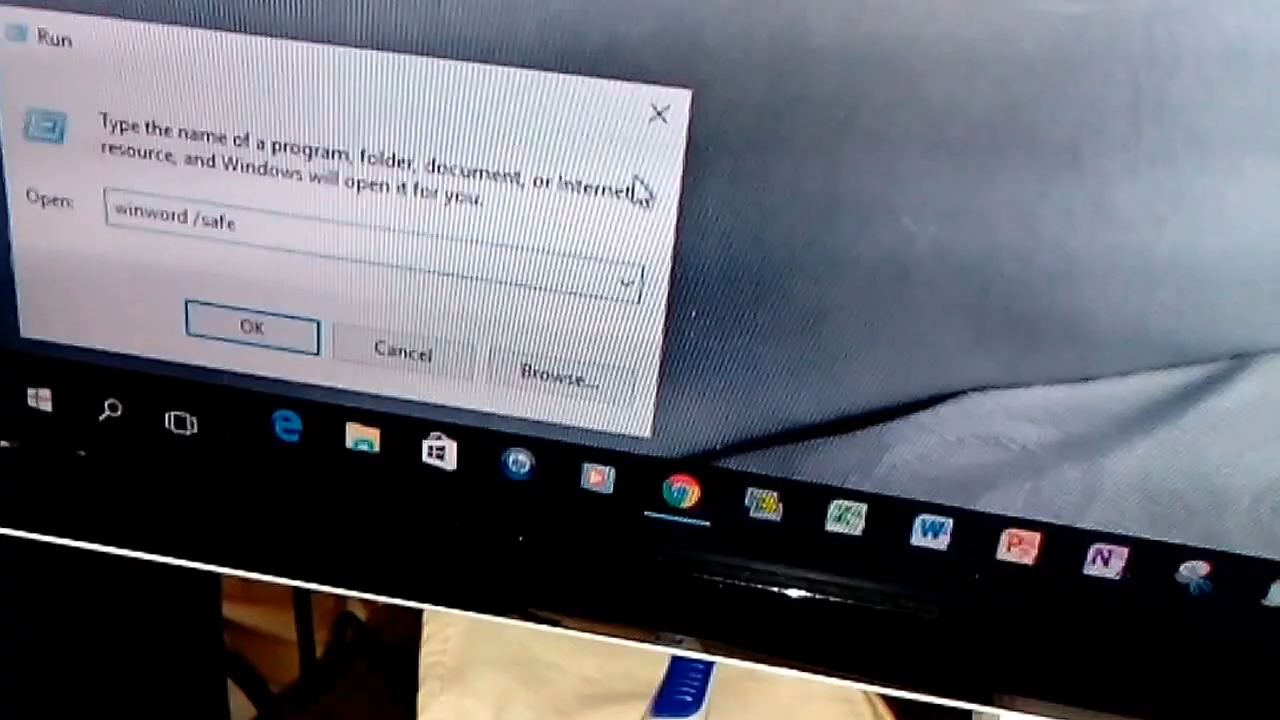 Run
Type the name of a program, folder, document, or Internet
resource, and Windows will open it for you.
Open:
winword /safe
OK
Cancel
Browse...
W
P
N